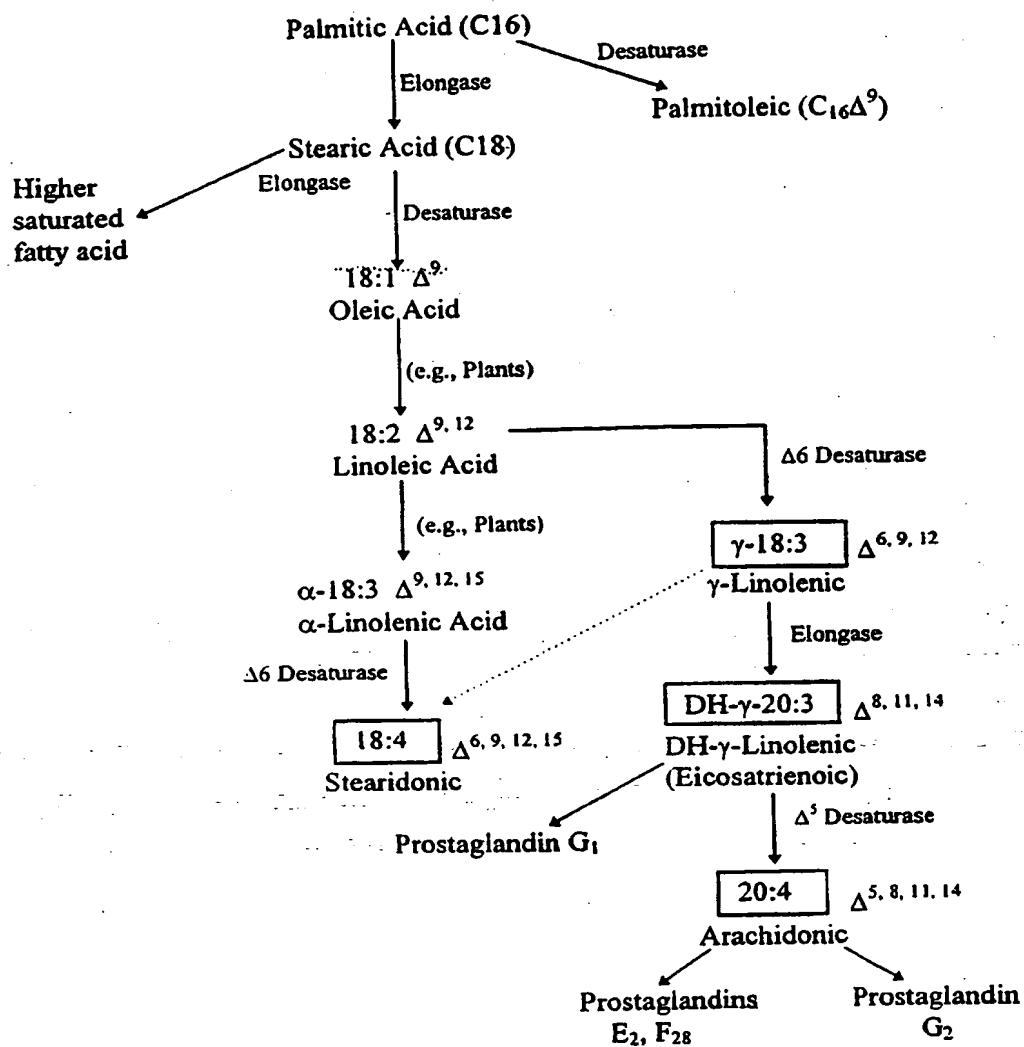 Palmitic Acid (C16)
Desaturase
Elongase
Palmitoleic (C₁₆Δ⁹)
Stearic Acid (C18)
Elongase
Higher
saturated
fatty acid
Desaturase
18:1 Δ⁹
Oleic Acid
(e.g., Plants)
18:2 Δ⁹, ¹²
Linoleic Acid
Δ6 Desaturase
(e.g., Plants)
γ-18:3 Δ⁶, ⁹, ¹²
γ-Linolenic
α-18:3 Δ⁹, ¹², ¹⁵
α-Linolenic Acid
Elongase
Δ6 Desaturase
DH-γ-20:3 Δ⁸, ¹¹, ¹⁴
DH-γ-Linolenic
(Eicosatrienoic)
18:4 Δ⁶, ⁹, ¹², ¹⁵
Stearidonic
Δ⁵ Desaturase
Prostaglandin G₁
20:4 Δ⁵, ⁸, ¹¹, ¹⁴
Arachidonic
Prostaglandins
E₂, F₂₈
Prostaglandin
G₂